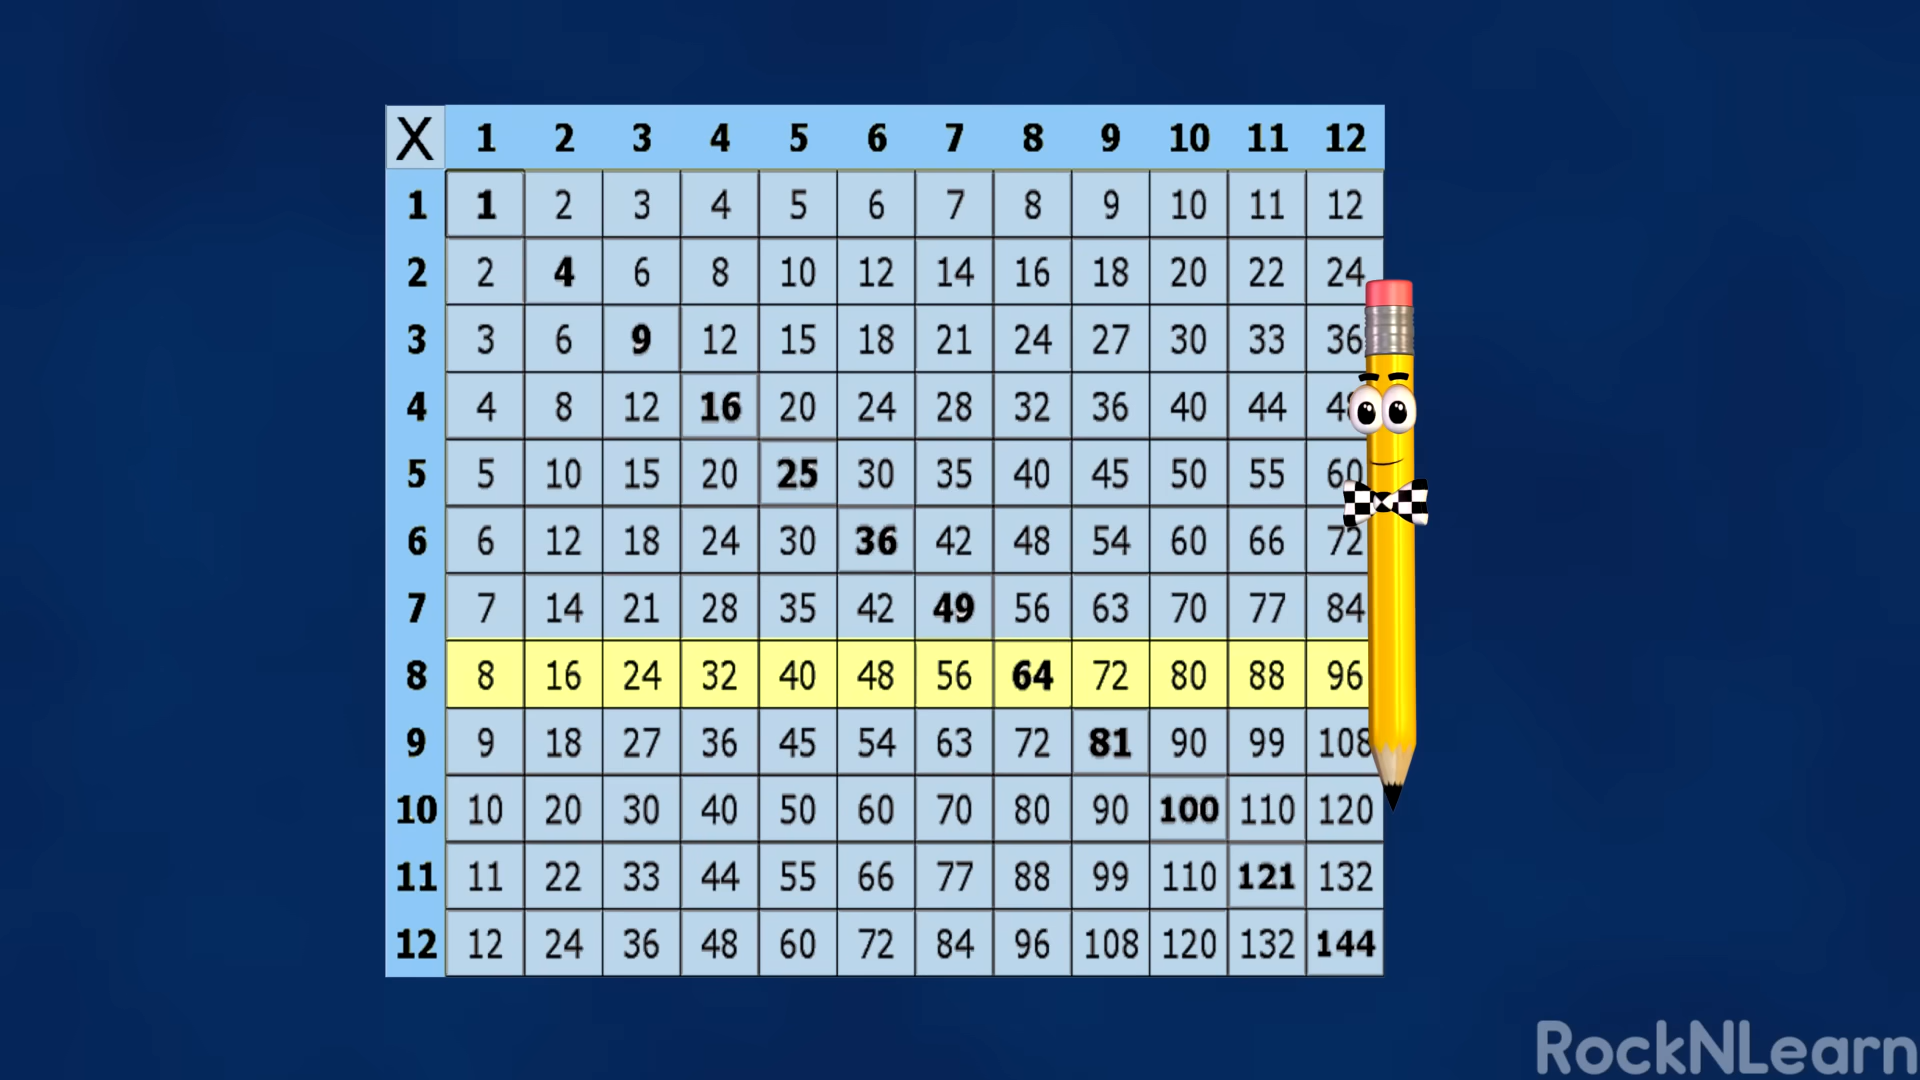 X 1 2 3 4 5 6 7 8 9 10 11 12
1 1 2 3 4 5 6 7 8 9 10 11 12
2 2 4 6 8 10 12 14 16 18 20 22 24
3 3 6 9 12 15 18 21 24 27 30 33 36
4 4 8 12 16 20 24 28 32 36 40 44 48
5 5 10 15 20 25 30 35 40 45 50 55 60
6 6 12 18 24 30 36 42 48 54 60 66 72
7 7 14 21 28 35 42 49 56 63 70 77 84
8 8 16 24 32 40 48 56 64 72 80 88 96
9 9 18 27 36 45 54 63 72 81 90 99 108
10 10 20 30 40 50 60 70 80 90 100 110 120
11 11 22 33 44 55 66 77 88 99 110 121 132
12 12 24 36 48 60 72 84 96 108 120 132 144
RockNLearn